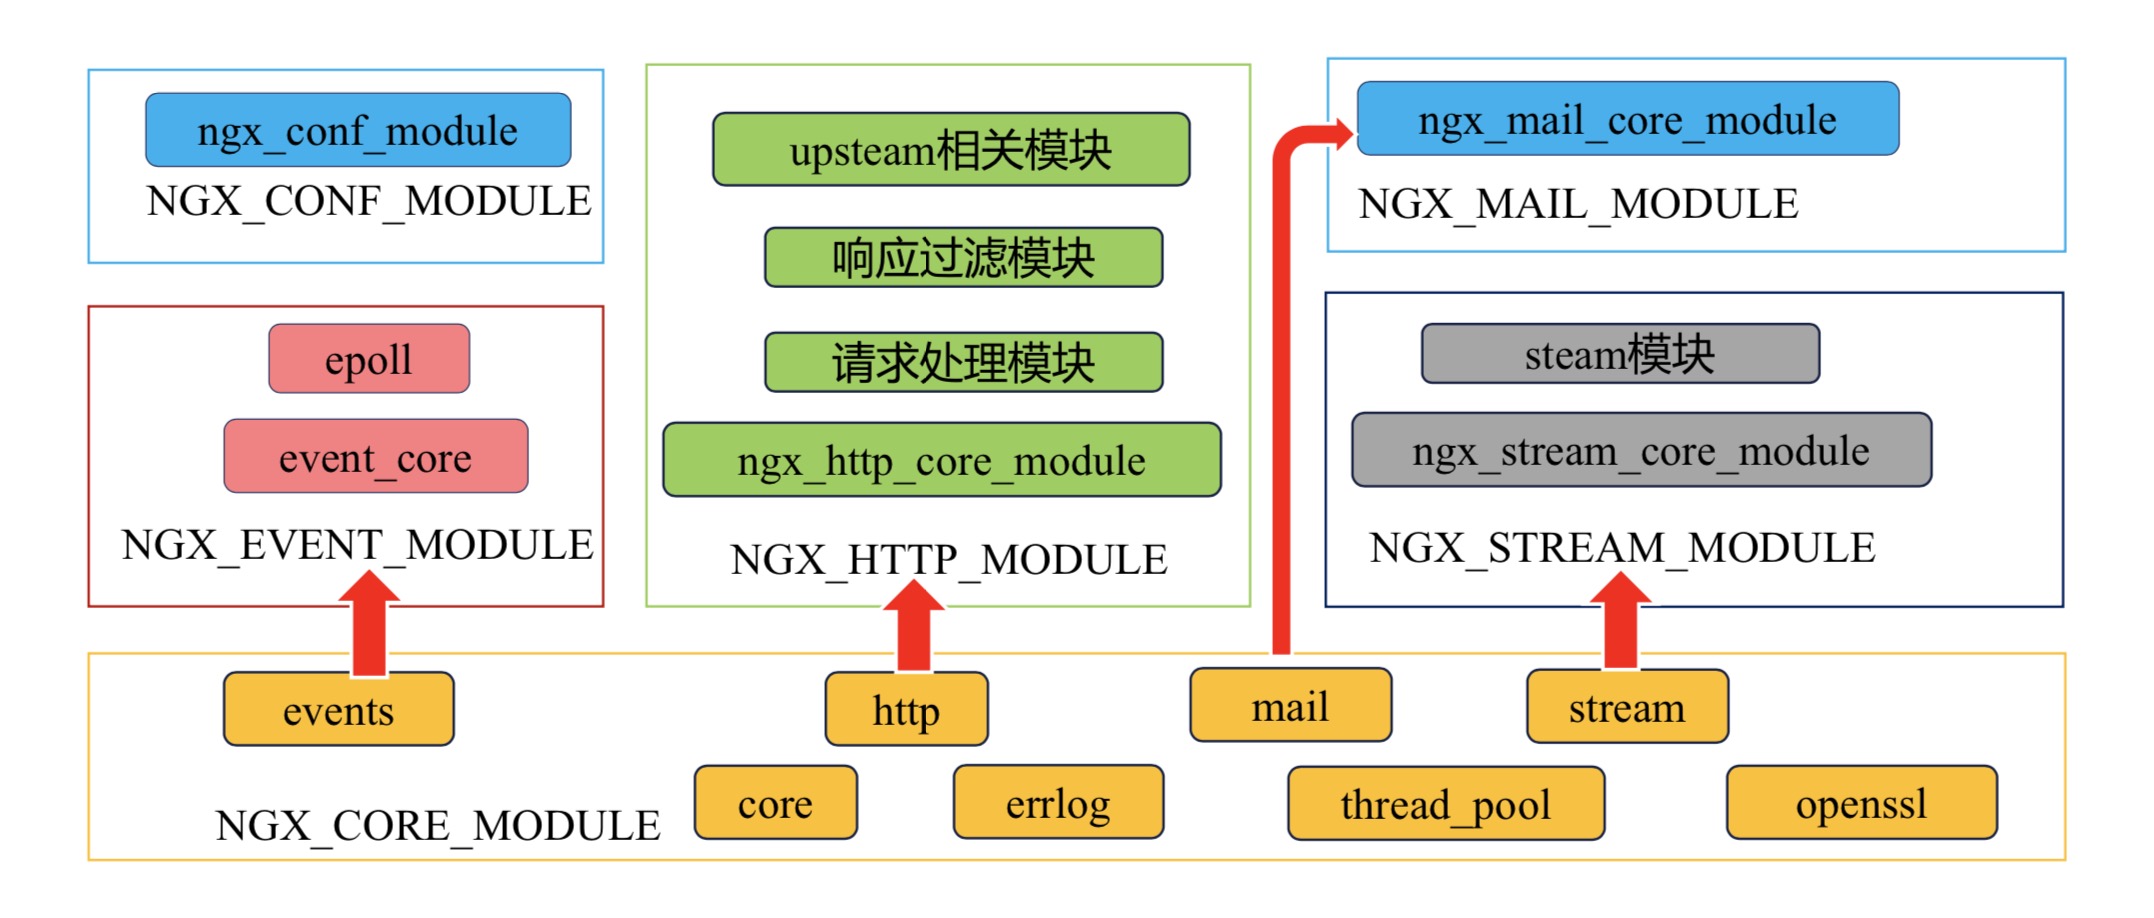 ngx_conf_module
NGX_CONF_MODULE
epoll
event_core
NGX_EVENT_MODULE
upsteam相关模块
响应过滤模块
请求处理模块
ngx_http_core_module
NGX_HTTP_MODULE
ngx_mail_core_module
NGX_MAIL_MODULE
steam模块
ngx_stream_core_module
NGX_STREAM_MODULE
events
http
mail
stream
NGX_CORE_MODULE
core
errlog
thread_pool
openssl